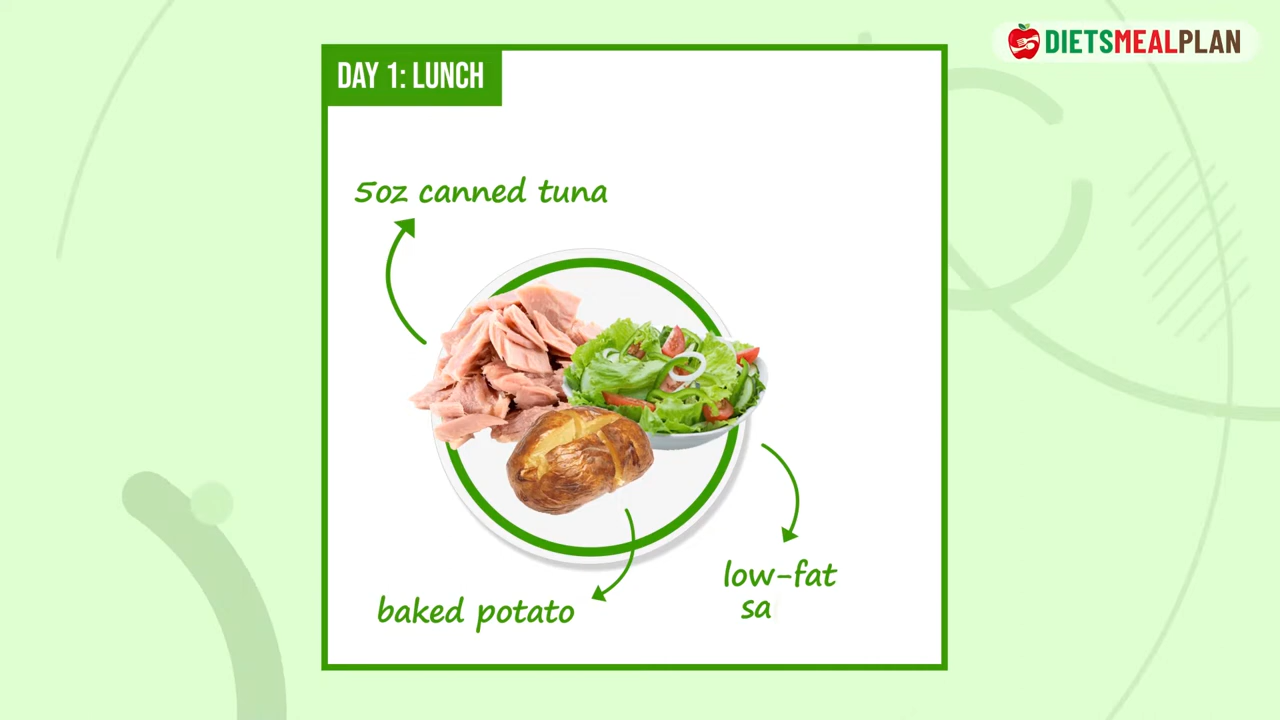 DIETSMEALPLAN
DAY 1: LUNCH
5oz canned tuna
baked potato
low-fat
sa